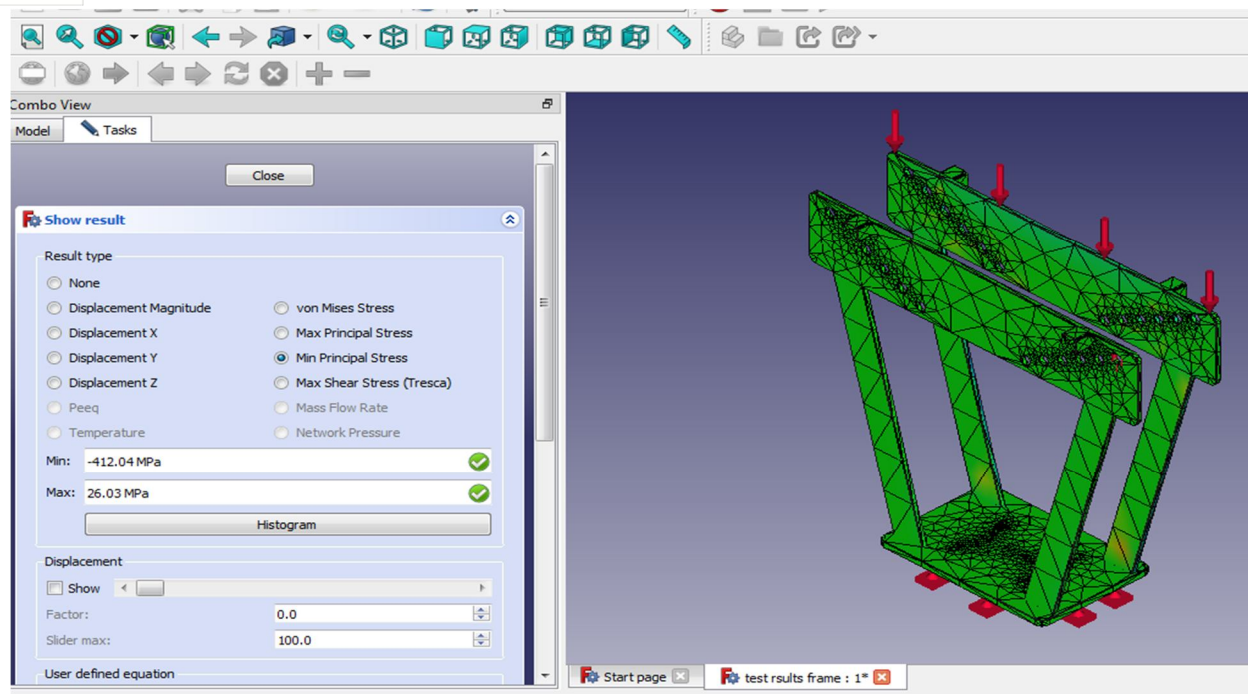 Combo View
Model
Tasks
Close
Show result
Result type
None
Displacement Magnitude
von Mises Stress
Displacement X
Max Principal Stress
Displacement Y
Min Principal Stress
Displacement Z
Max Shear Stress (Tresca)
Peeq
Mass Flow Rate
Temperature
Network Pressure
Min: -412.04 MPa
Max: 26.03 MPa
Histogram
Displacement
Show
Factor: 0.0
Slider max: 100.0
User defined equation
Start page
test rsults frame : 1*